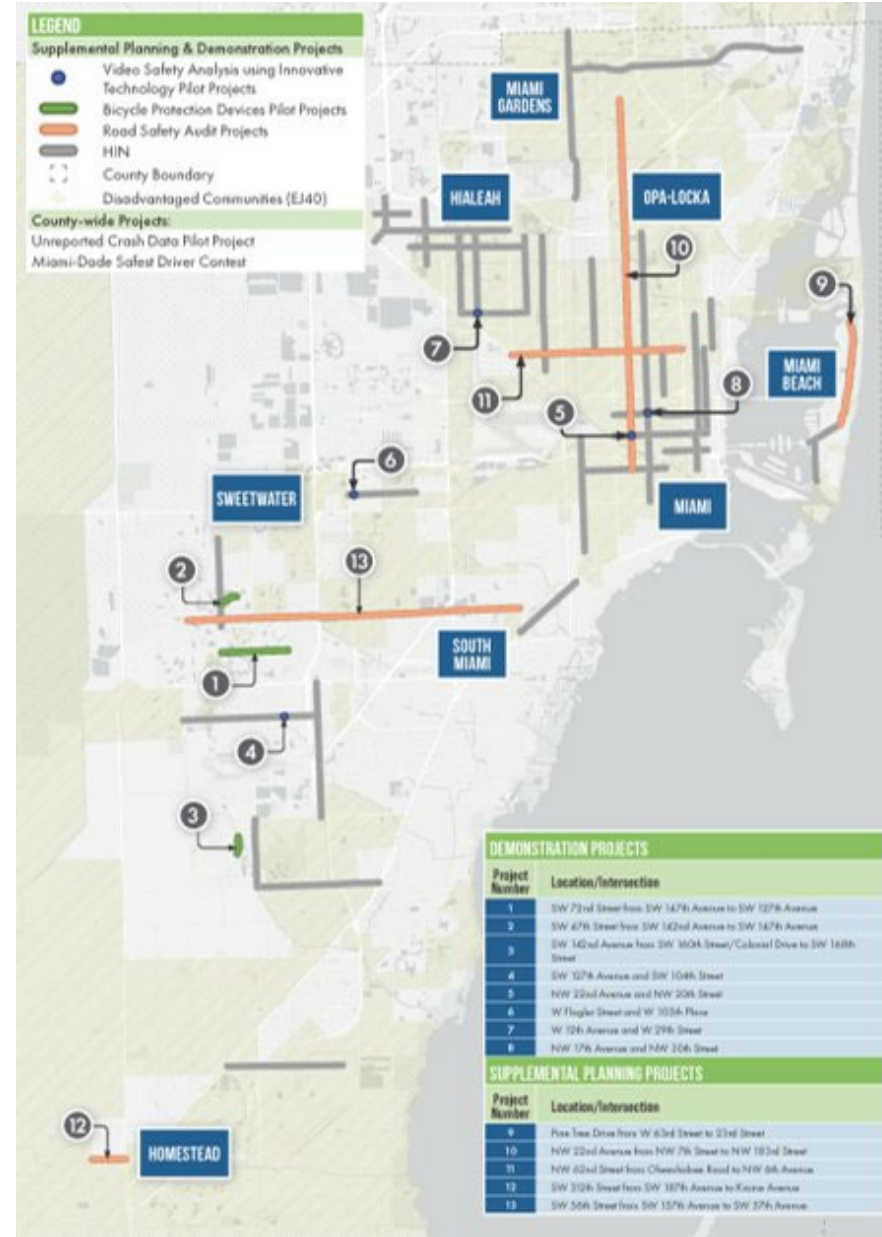 LEGEND
Supplemental Planning & Demonstration Projects
Video Safety Analysis using Innovative
Technology Pilot Projects
Bicycle Protection Devices Pilot Projects
Road Safety Audit Projects
HIN
County Boundary
Disadvantaged Communities (EJ40)
County-wide Projects:
Unreported Crash Data Pilot Project
Miami-Dade Safest Driver Contest
MIAMI
GARDENS
HIALEAH
OPA-LOCKA
10
9
7
11
MIAMI
BEACH
8
5
6
SWEETWATER
MIAMI
2
13
SOUTH
MIAMI
1
4
3
12
HOMESTEAD
DEMONSTRATION PROJECTS
Project
Number
Location/Intersection
1 SW 72nd Street from SW 147th Avenue to SW 127th Avenue
2 SW 47th Street from SW 142nd Avenue to SW 147th Avenue
3 SW 142nd Avenue from SW 160th Street/Colonial Drive to SW 168th
Street
4 SW 127th Avenue and SW 104th Street
5 NW 22nd Avenue and NW 20th Street
6 W Flagler Street and W 105th Place
7 W 12th Avenue and W 29th Street
8 NW 17th Avenue and NW 30th Street
SUPPLEMENTAL PLANNING PROJECTS
Project
Number
Location/Intersection
9 Pine Tree Drive from W 63rd Street to 23rd Street
10 NW 22nd Avenue from NW 7th Street to NW 183rd Street
11 NW 62nd Street from Okeechobee Road to NW 6th Avenue
12 SW 312th Street from SW 187th Avenue to Krome Avenue
13 SW 56th Street from SW 157th Avenue to SW 57th Avenue